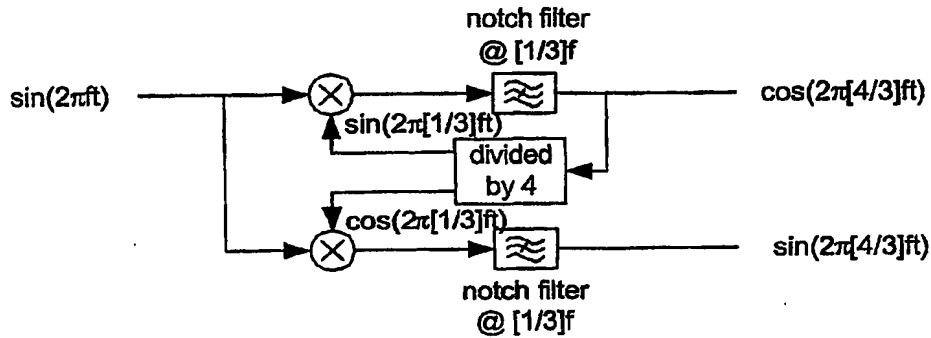 notch filter
@ [1/3]f
sin(2πft)
cos(2π[4/3]ft)
sin(2π[1/3]ft)
divided
by 4
cos(2π[1/3]ft)
sin(2π[4/3]ft)
notch filter
@ [1/3]f